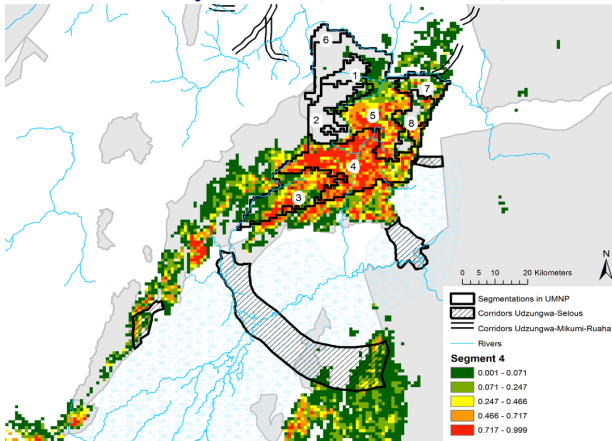 6
1
7
2
5
8
4
3
N
0 5 10 20 Kilometers
Segmentations in UMNP
Corridors Udzungwa-Selous
Corridors Udzungwa-Mikumi-Ruaha
Rivers
Segment 4
0.001 - 0.071
0.071 - 0.247
0.247 - 0.466
0.466 - 0.717
0.717 - 0.999